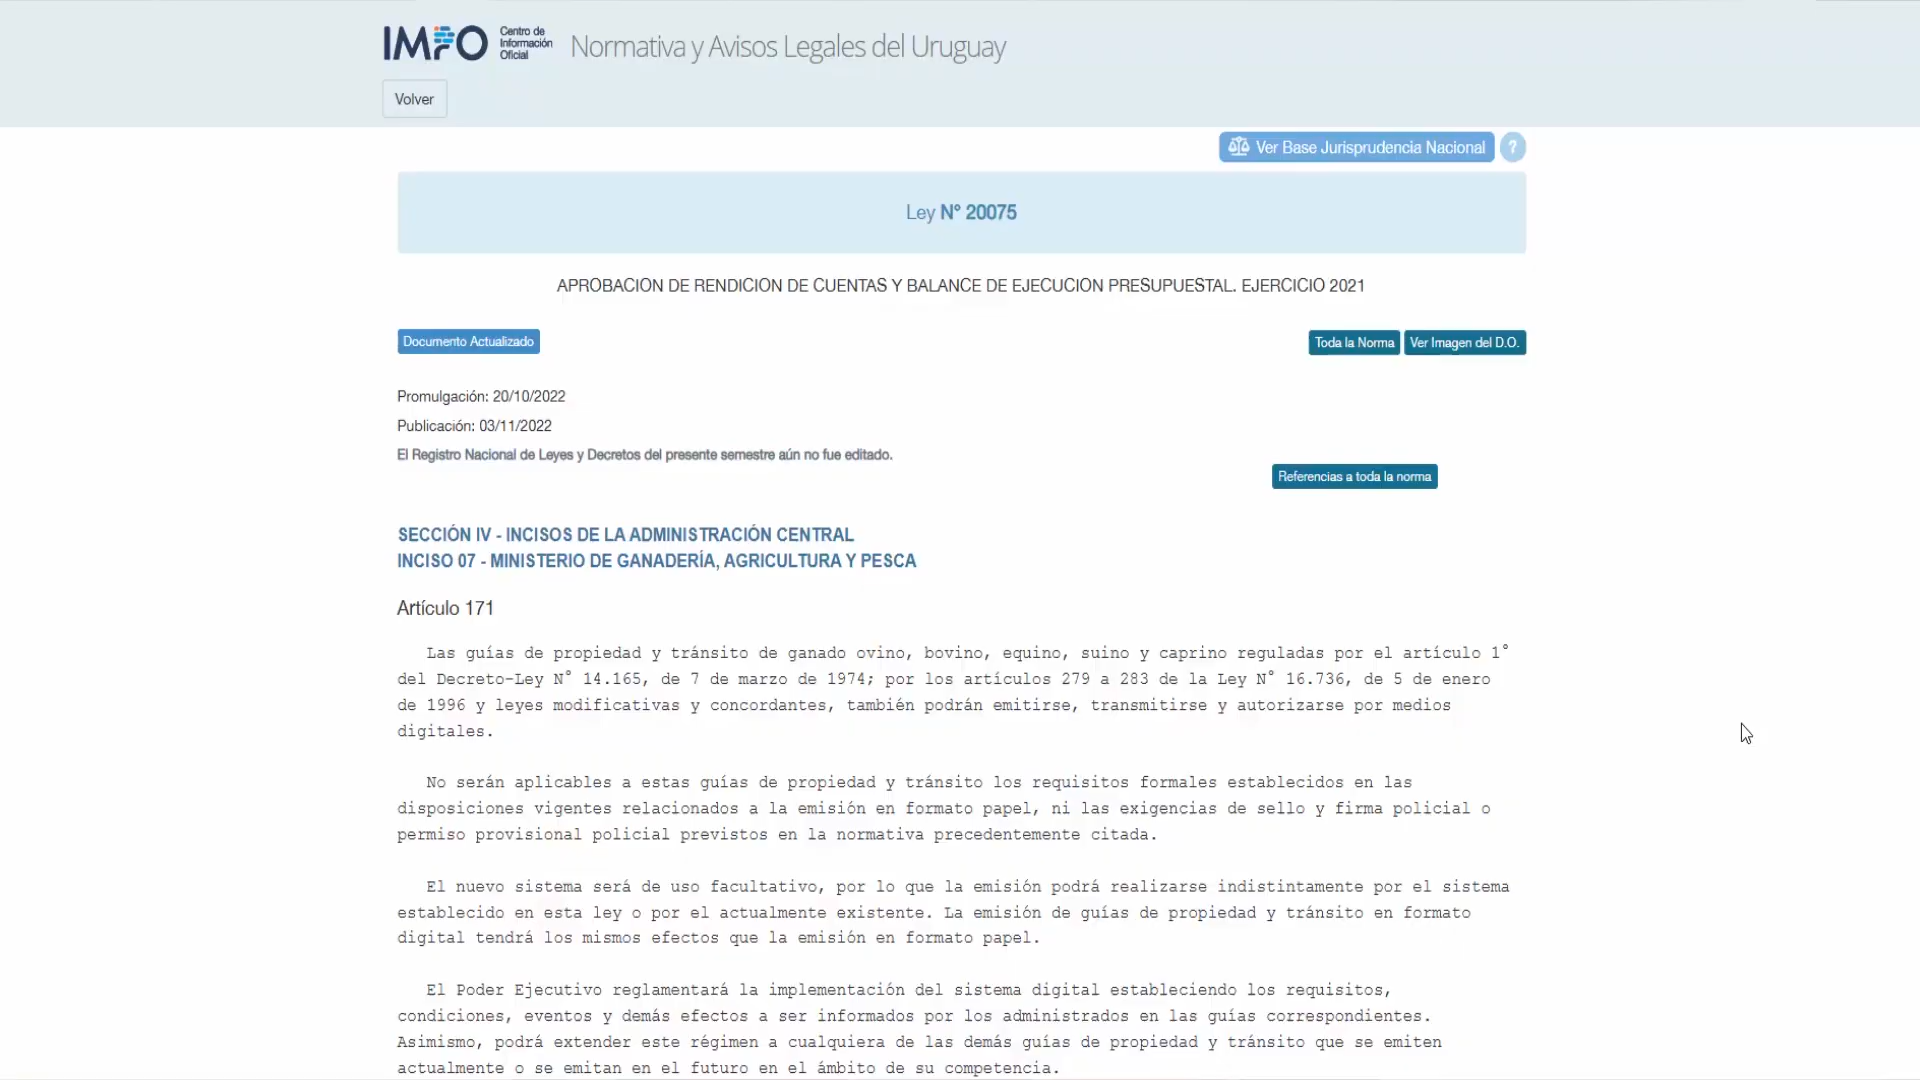 IMPO Centro de Información Oficial Normativa y Avisos Legales del Uruguay
Volver
Ver Base Jurisprudencia Nacional ?
Ley N° 20075
APROBACION DE RENDICION DE CUENTAS Y BALANCE DE EJECUCION PRESUPUESTAL. EJERCICIO 2021
Documento Actualizado
Toda la Norma Ver Imagen del D.O.
Promulgación: 20/10/2022
Publicación: 03/11/2022
El Registro Nacional de Leyes y Decretos del presente semestre aún no fue editado.
Referencias a toda la norma
SECCIÓN IV - INCISOS DE LA ADMINISTRACIÓN CENTRAL
INCISO 07 - MINISTERIO DE GANADERÍA, AGRICULTURA Y PESCA
Artículo 171
Las guías de propiedad y tránsito de ganado ovino, bovino, equino, suino y caprino reguladas por el artículo 1°
del Decreto-Ley N° 14.165, de 7 de marzo de 1974; por los artículos 279 a 283 de la Ley N° 16.736, de 5 de enero
de 1996 y leyes modificativas y concordantes, también podrán emitirse, transmitirse y autorizarse por medios
digitales.
No serán aplicables a estas guías de propiedad y tránsito los requisitos formales establecidos en las
disposiciones vigentes relacionados a la emisión en formato papel, ni las exigencias de sello y firma policial o
permiso provisional policial previstos en la normativa precedentemente citada.
El nuevo sistema será de uso facultativo, por lo que la emisión podrá realizarse indistintamente por el sistema
establecido en esta ley o por el actualmente existente. La emisión de guías de propiedad y tránsito en formato
digital tendrá los mismos efectos que la emisión en formato papel.
El Poder Ejecutivo reglamentará la implementación del sistema digital estableciendo los requisitos,
condiciones, eventos y demás efectos a ser informados por los administrados en las guías correspondientes.
Asimismo, podrá extender este régimen a cualquiera de las demás guías de propiedad y tránsito que se emiten
actualmente o se emitan en el futuro en el ámbito de su competencia.